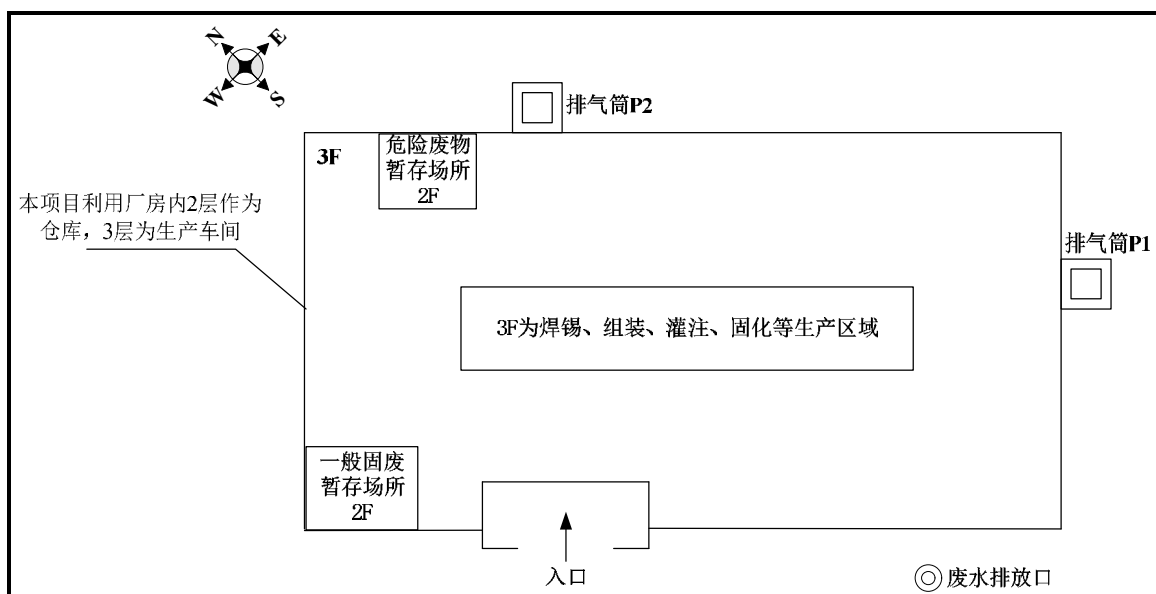 N
E
W
S
排气筒P2
3F
危险废物
暂存场所
2F
本项目利用厂房内2层作为
仓库，3层为生产车间
排气筒P1
3F为焊锡、组装、灌注、固化等生产区域
一般固废
暂存场所
2F
入口
废水排放口